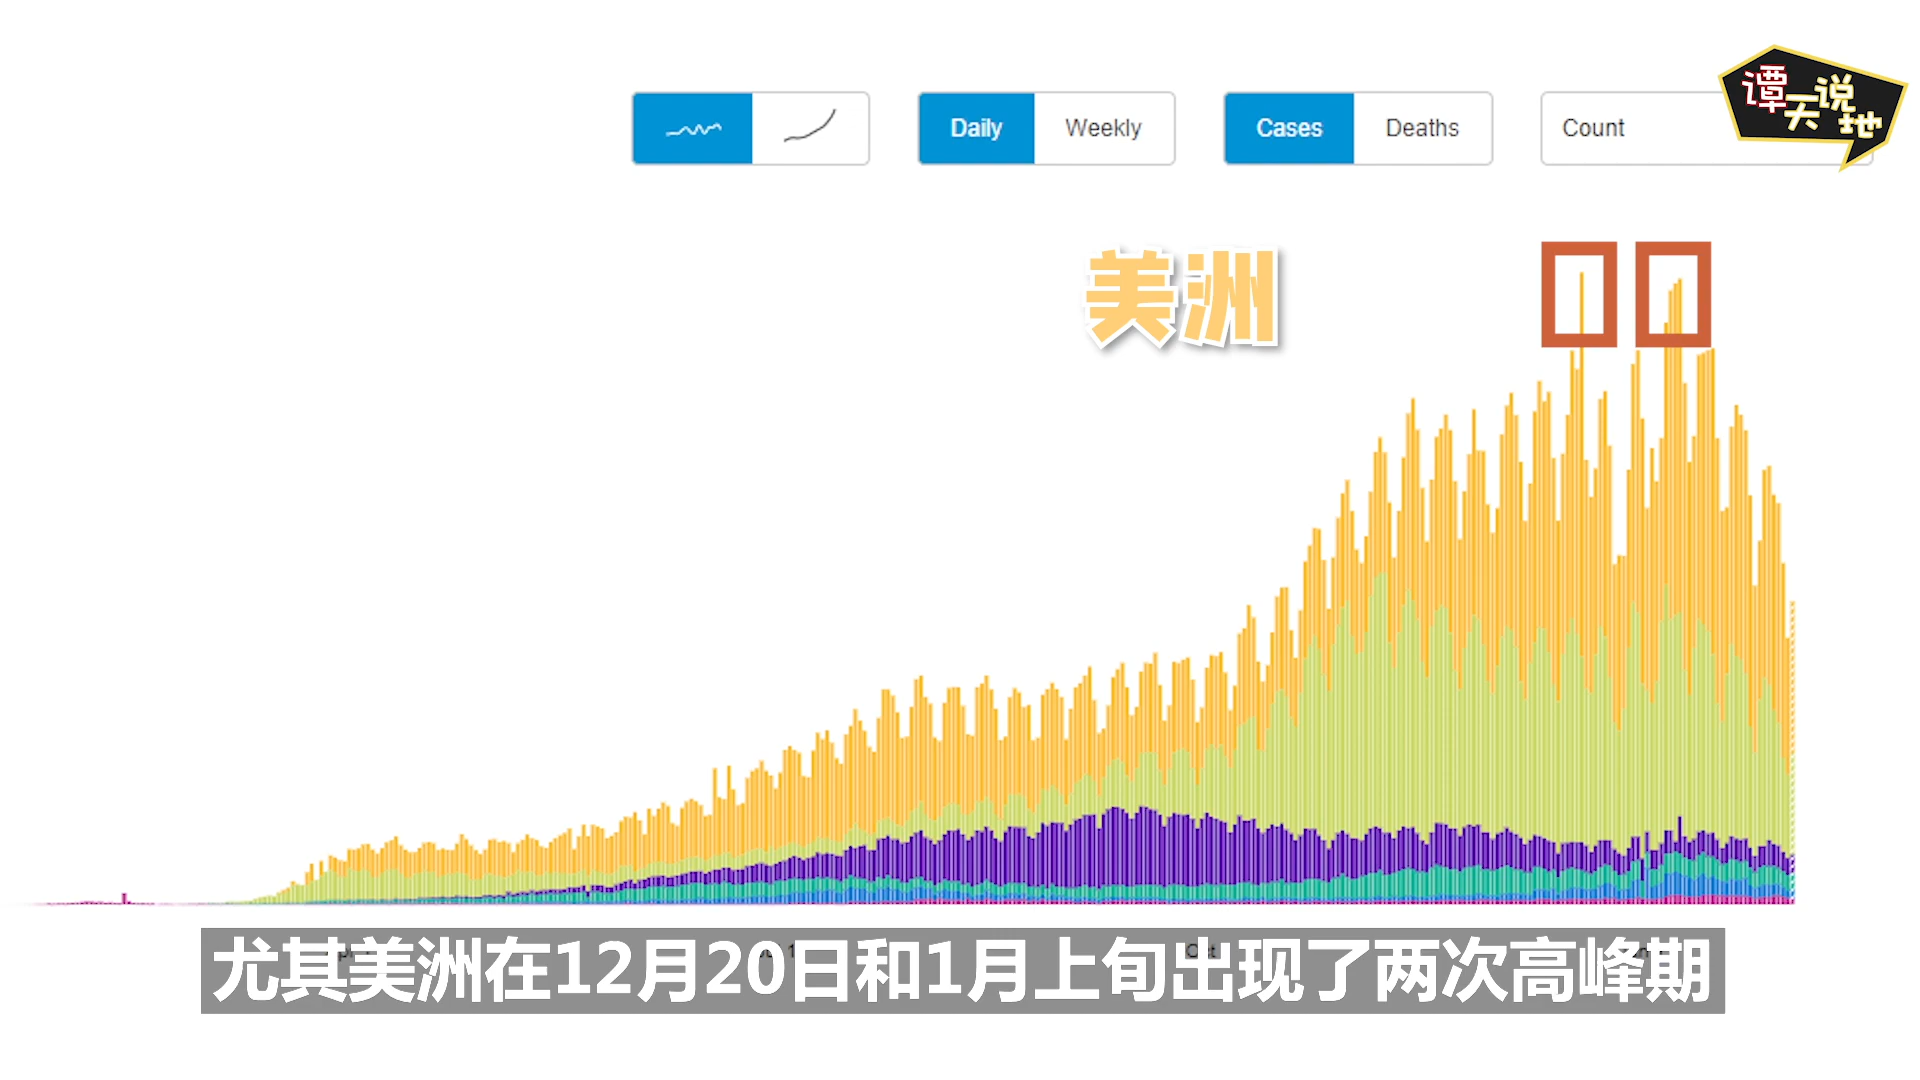 谭天说地
Daily
Weekly
Cases
Deaths
Count
美洲
尤其美洲在12月20日和1月上旬出现了两次高峰期